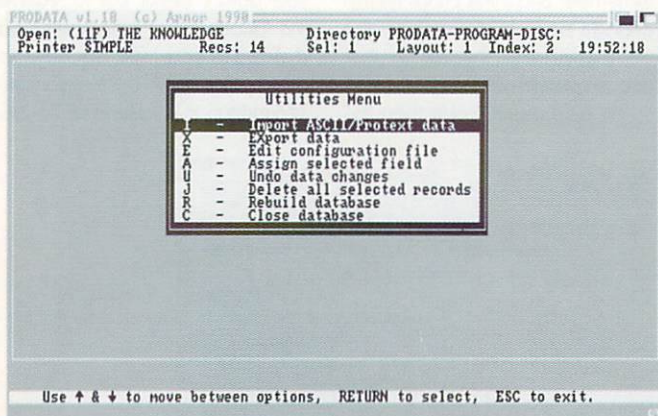 PRODATA v1.18 (c) Arnor 1990
Open: (11F) THE KNOWLEDGE Directory PRODATA-PROGRAM-DISC:
Printer SIMPLE Recs: 14 Sel: 1 Layout: 1 Index: 2 19:52:18
Utilities Menu
I - Import ASCII/Protext data
X - EXport data
E - Edit configuration file
A - Assign selected field
U - Undo data changes
J - Delete all selected records
R - Rebuild database
C - Close database
Use ↑ & ↓ to move between options, RETURN to select, ESC to exit.